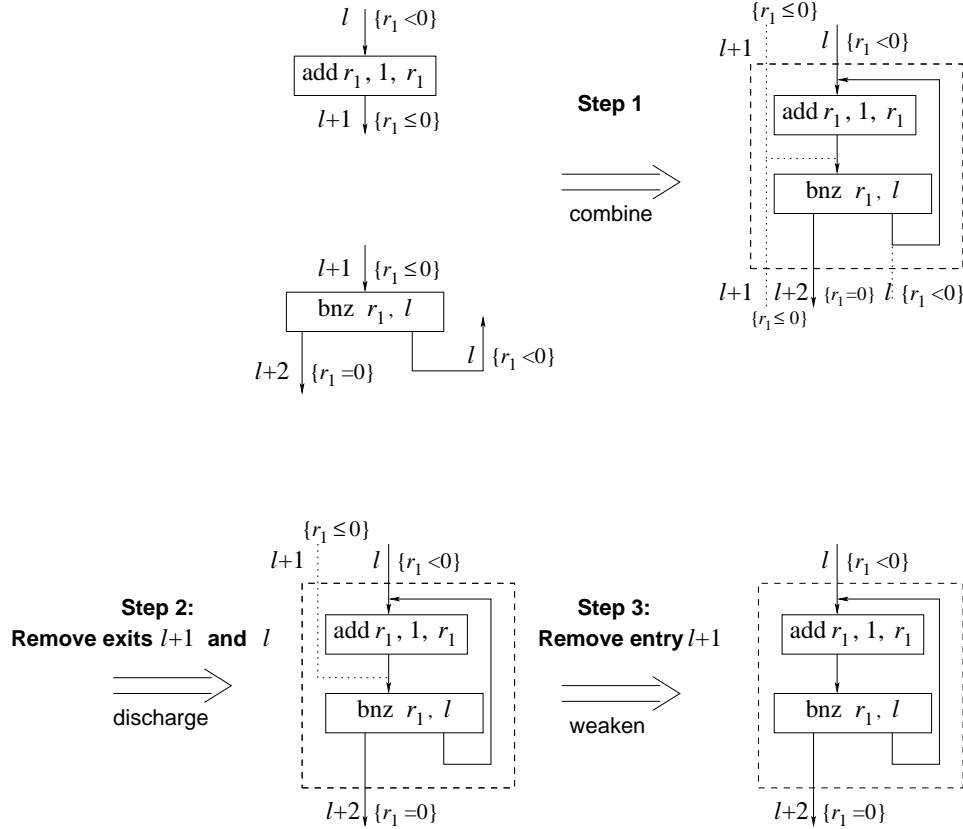 l {r₁ <0}
add r₁ , 1, r₁
l+1 {r₁ ≤ 0}
l+1 {r₁ ≤ 0}
bnz r₁ , l
l+2 {r₁ =0}
l {r₁ <0}
Step 1
combine
{r₁ ≤ 0}
l+1 l {r₁ <0}
add r₁ , 1, r₁
bnz r₁ , l
l+1 l+2 {r₁ =0} l {r₁ <0}
{r₁ ≤ 0}
Step 2:
Remove exits l+1 and l
discharge
{r₁ ≤ 0}
l+1 l {r₁ <0}
add r₁ , 1, r₁
bnz r₁ , l
l+2 {r₁ =0}
Step 3:
Remove entry l+1
weaken
l {r₁ <0}
add r₁ , 1, r₁
bnz r₁ , l
l+2 {r₁ =0}